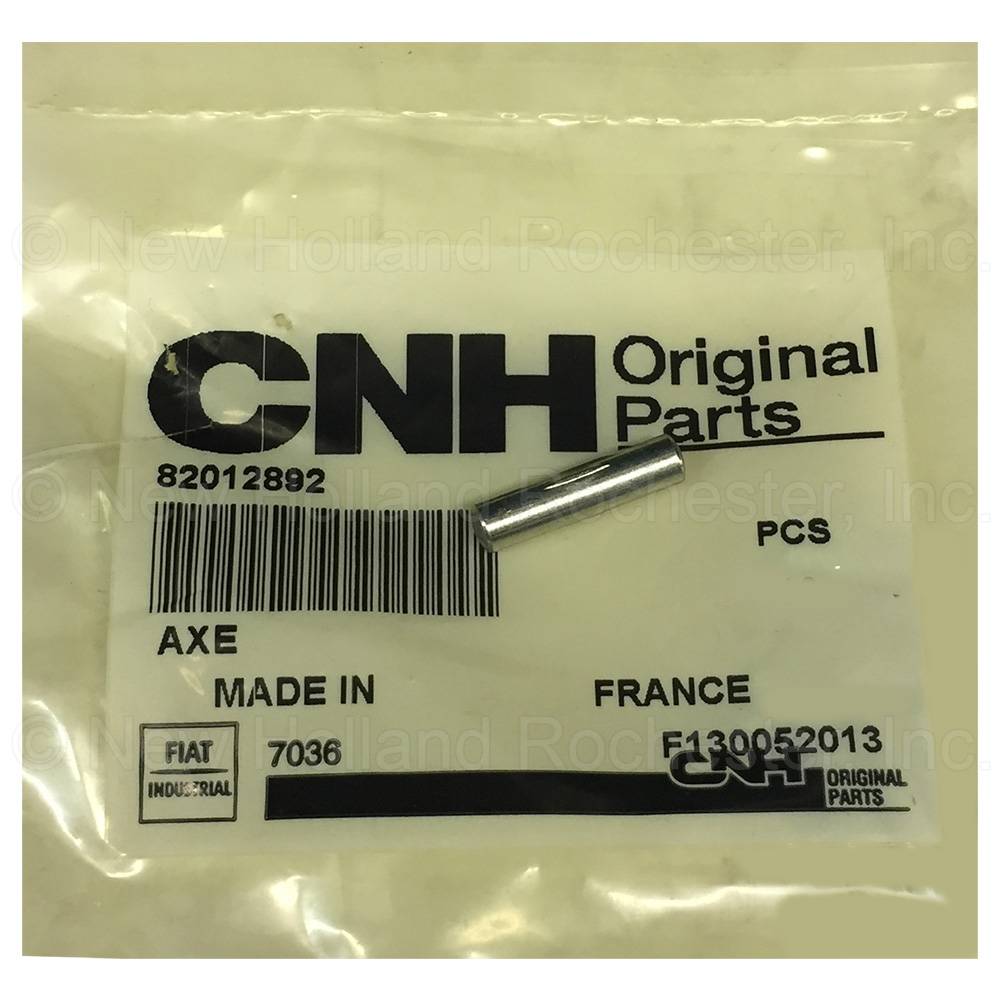 © New Holland Rochester, Inc.
CNH Original Parts
82012892
© New Holland Rochester, Inc.
PCS
AXE
MADE IN FRANCE
© New Holland Rochester, Inc.
FIAT INDUSTRIAL
7036 F130052013
CNH ORIGINAL PARTS